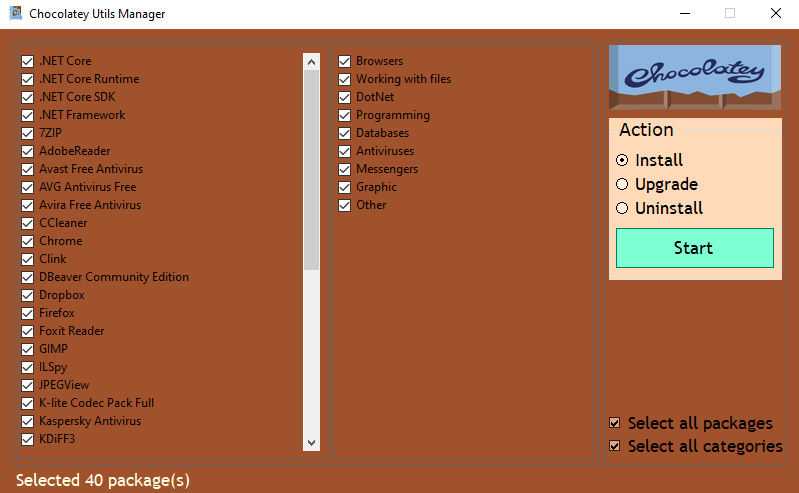 Chocolatey Utils Manager
.NET Core
.NET Core Runtime
.NET Core SDK
.NET Framework
7ZIP
AdobeReader
Avast Free Antivirus
AVG Antivirus Free
Avira Free Antivirus
CCleaner
Chrome
Clink
DBeaver Community Edition
Dropbox
Firefox
Foxit Reader
GIMP
ILSpy
JPEGView
K-lite Codec Pack Full
Kaspersky Antivirus
KDiFF3
Browsers
Working with files
DotNet
Programming
Databases
Antiviruses
Messengers
Graphic
Other
Chocolatey
Action
Install
Upgrade
Uninstall
Start
Select all packages
Select all categories
Selected 40 package(s)